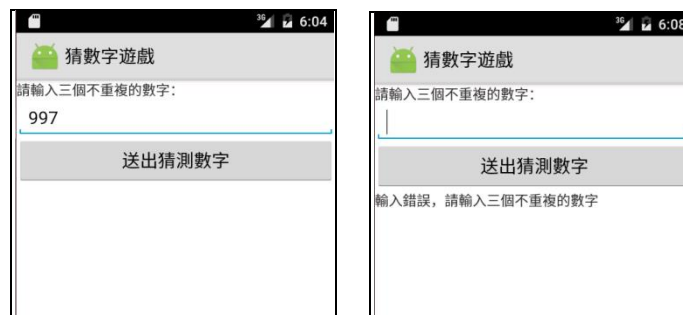 36 6:04
猜數字遊戲
請輸入三個不重複的數字：
997
送出猜測數字
36 6:08
猜數字遊戲
請輸入三個不重複的數字：
送出猜測數字
輸入錯誤，請輸入三個不重複的數字